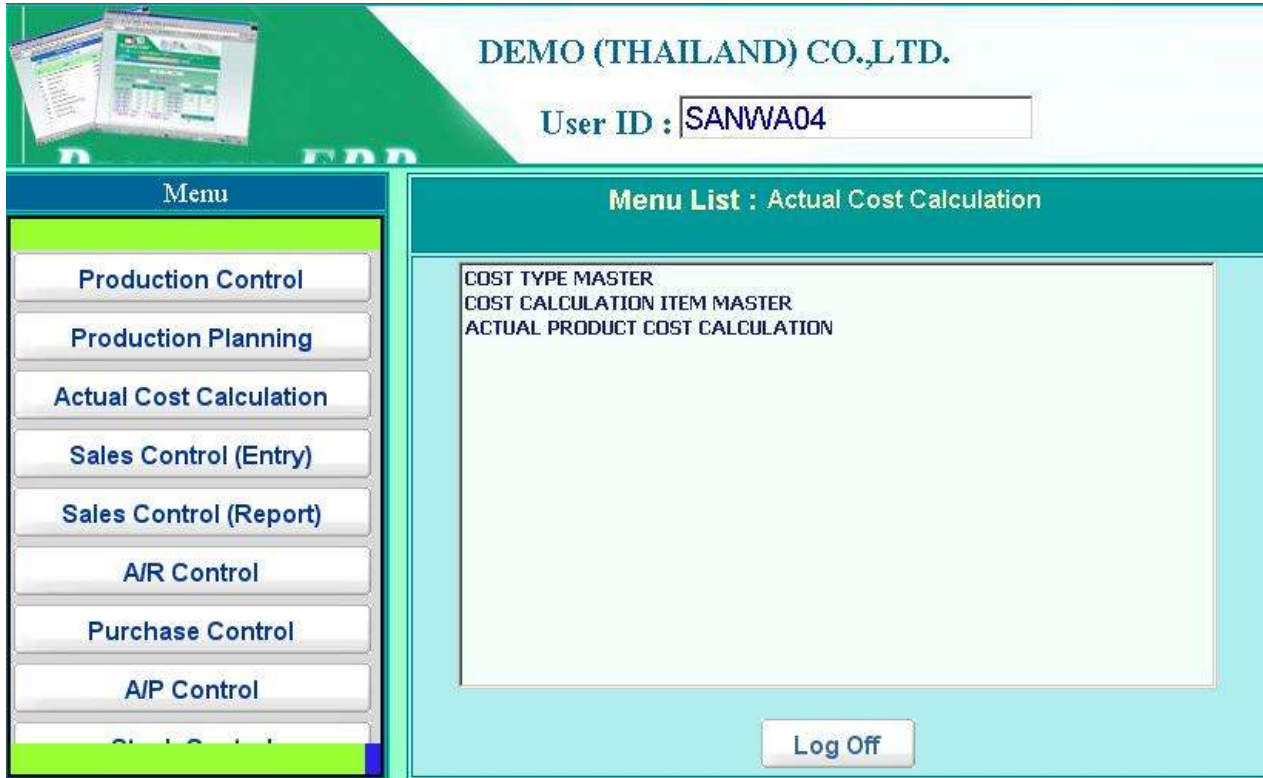 DEMO (THAILAND) CO.,LTD.
User ID : SANWA04
Menu
Production Control
Production Planning
Actual Cost Calculation
Sales Control (Entry)
Sales Control (Report)
A/R Control
Purchase Control
A/P Control
Menu List : Actual Cost Calculation
COST TYPE MASTER
COST CALCULATION ITEM MASTER
ACTUAL PRODUCT COST CALCULATION
Log Off